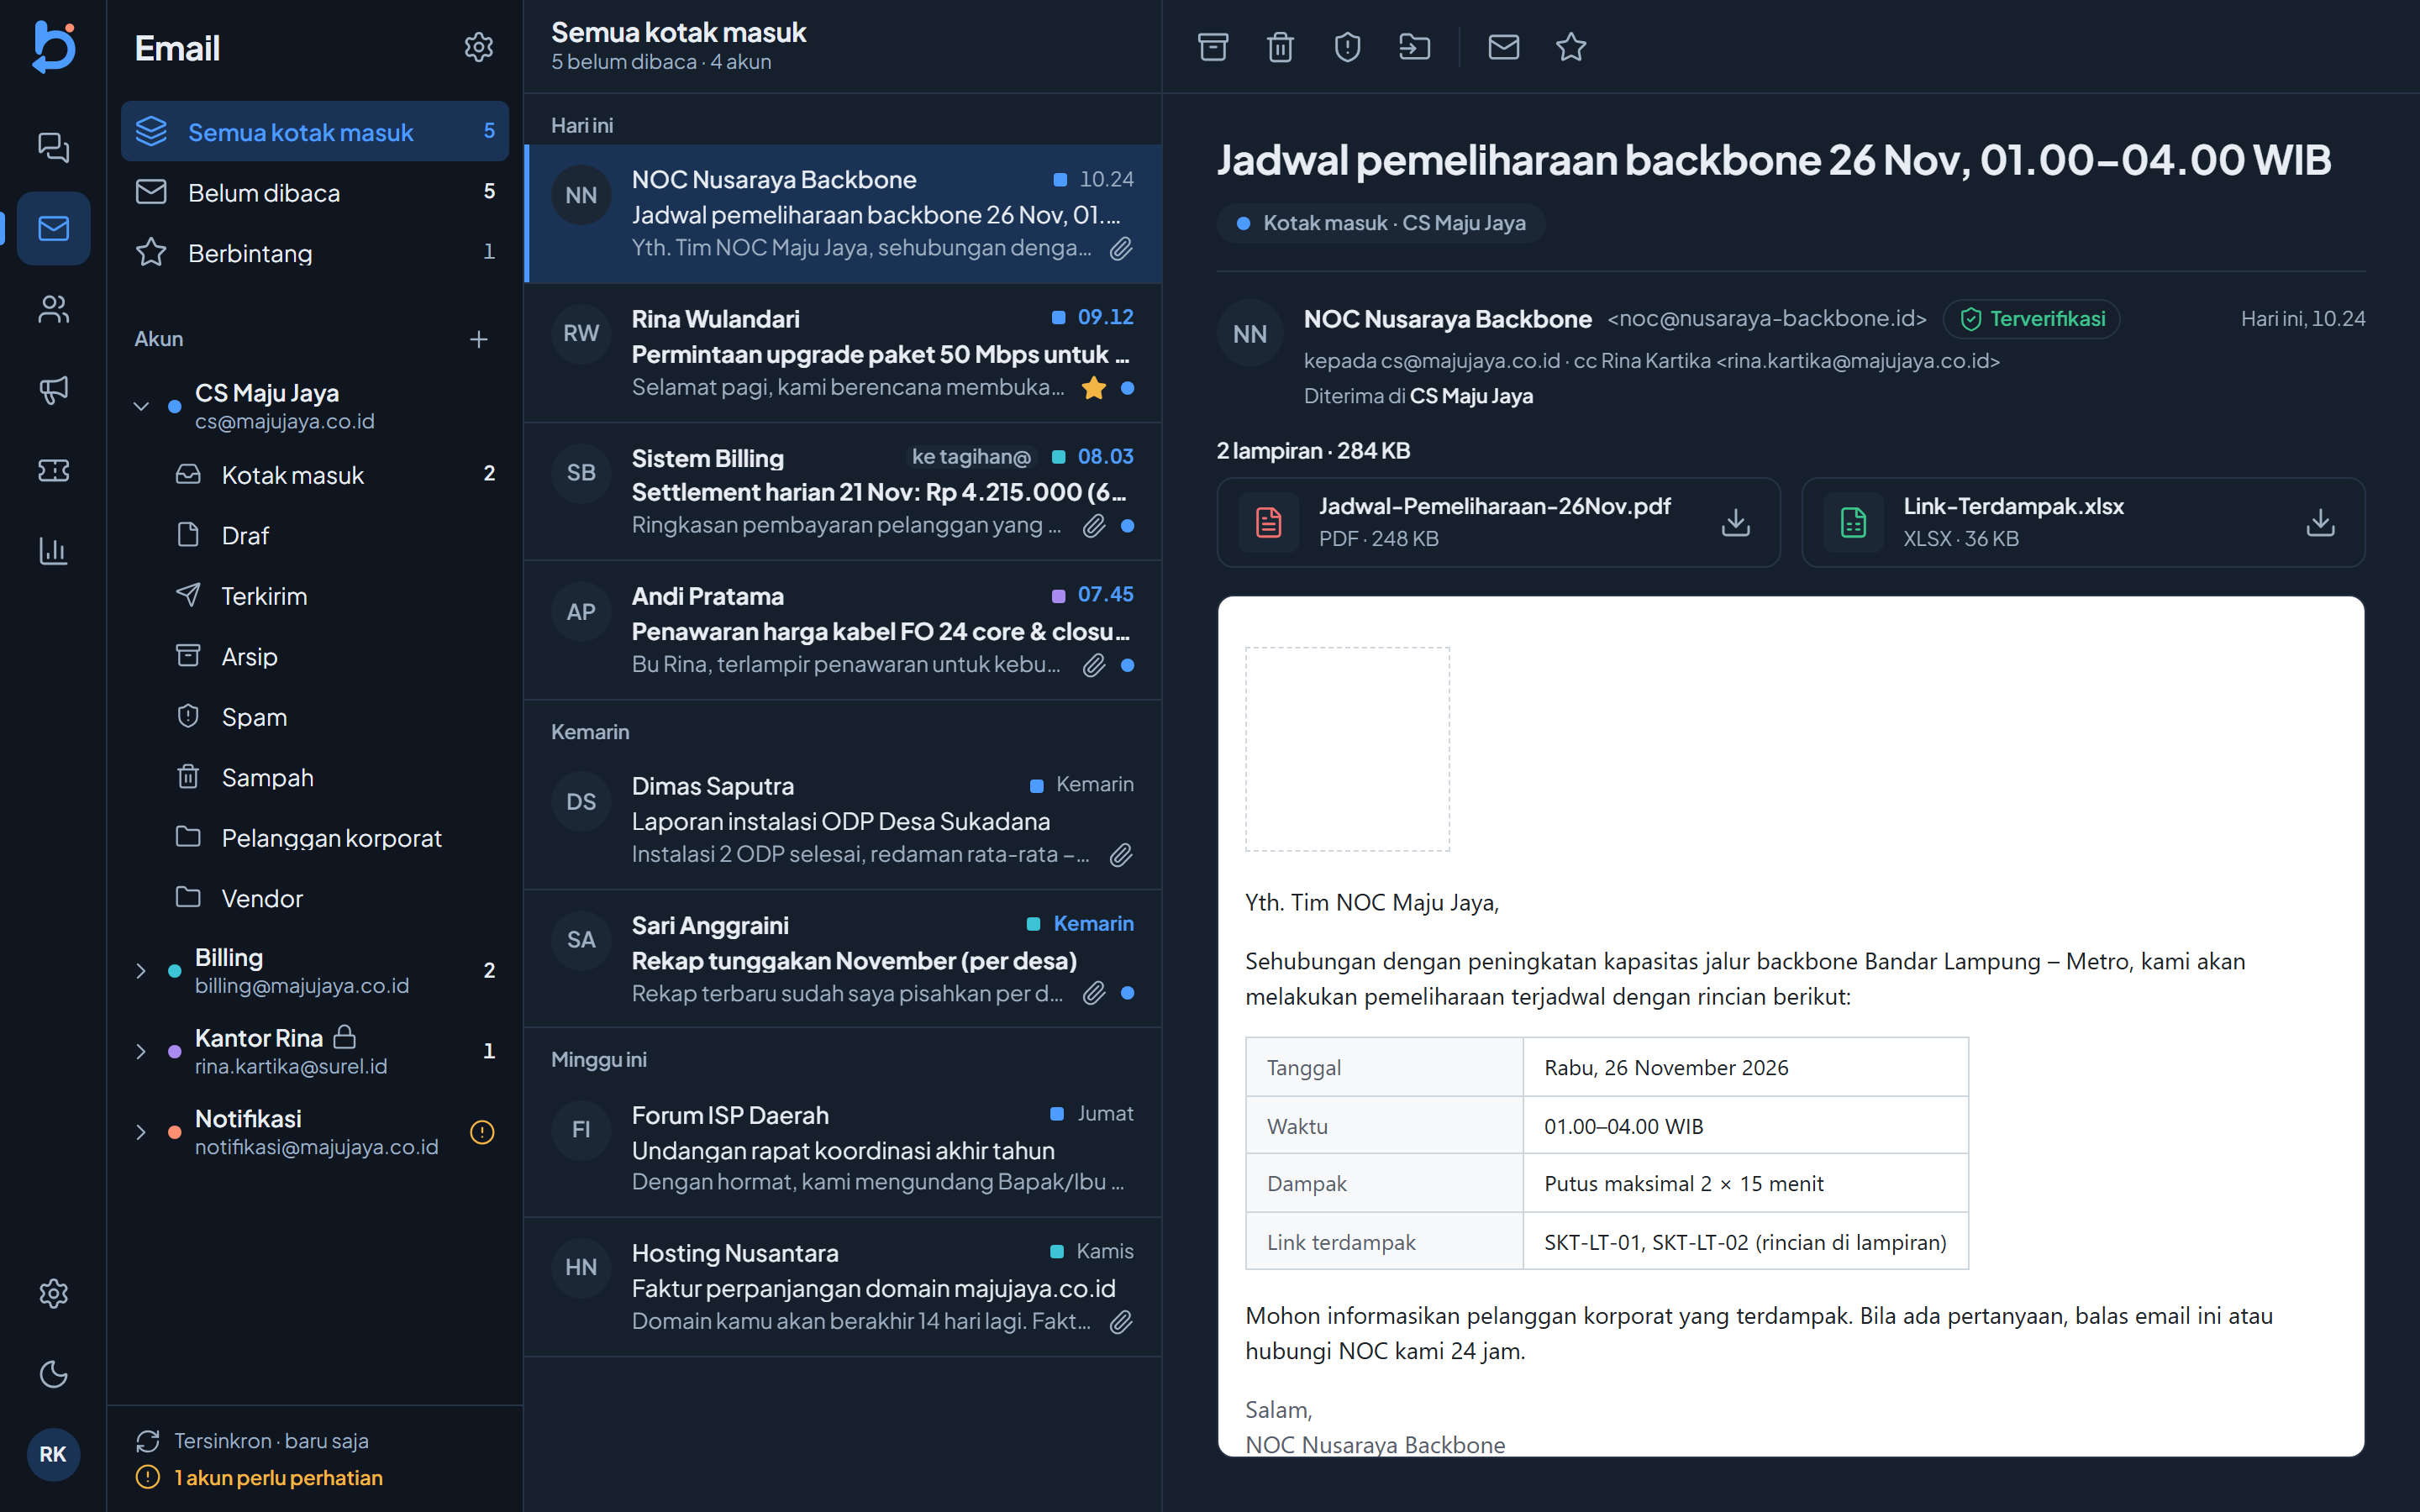 Email
Semua kotak masuk 5
Belum dibaca 5
Berbintang 1
Akun
CS Maju Jaya
cs@majujaya.co.id
Kotak masuk 2
Draf
Terkirim
Arsip
Spam
Sampah
Pelanggan korporat
Vendor
Billing
billing@majujaya.co.id
2
Kantor Rina
rina.kartika@surel.id
1
Notifikasi
notifikasi@majujaya.co.id
Tersinkron · baru saja
1 akun perlu perhatian
RK
Semua kotak masuk
5 belum dibaca · 4 akun
Hari ini
NN
NOC Nusaraya Backbone 10.24
Jadwal pemeliharaan backbone 26 Nov, 01....
Yth. Tim NOC Maju Jaya, sehubungan denga...
RW
Rina Wulandari 09.12
Permintaan upgrade paket 50 Mbps untuk ...
Selamat pagi, kami berencana membuka...
SB
Sistem Billing ke tagihan@ 08.03
Settlement harian 21 Nov: Rp 4.215.000 (6...
Ringkasan pembayaran pelanggan yang ...
AP
Andi Pratama 07.45
Penawaran harga kabel FO 24 core & closu...
Bu Rina, terlampir penawaran untuk kebu...
Kemarin
DS
Dimas Saputra Kemarin
Laporan instalasi ODP Desa Sukadana
Instalasi 2 ODP selesai, redaman rata-rata –...
SA
Sari Anggraini Kemarin
Rekap tunggakan November (per desa)
Rekap terbaru sudah saya pisahkan per d...
Minggu ini
FI
Forum ISP Daerah Jumat
Undangan rapat koordinasi akhir tahun
Dengan hormat, kami mengundang Bapak/Ibu ...
HN
Hosting Nusantara Kamis
Faktur perpanjangan domain majujaya.co.id
Domain kamu akan berakhir 14 hari lagi. Fakt...
Jadwal pemeliharaan backbone 26 Nov, 01.00–04.00 WIB
Kotak masuk · CS Maju Jaya
NN
NOC Nusaraya Backbone <noc@nusaraya-backbone.id> Terverifikasi Hari ini, 10.24
kepada cs@majujaya.co.id · cc Rina Kartika <rina.kartika@majujaya.co.id>
Diterima di CS Maju Jaya
2 lampiran · 284 KB
Jadwal-Pemeliharaan-26Nov.pdf
PDF · 248 KB
Link-Terdampak.xlsx
XLSX · 36 KB
Yth. Tim NOC Maju Jaya,
Sehubungan dengan peningkatan kapasitas jalur backbone Bandar Lampung – Metro, kami akan
melakukan pemeliharaan terjadwal dengan rincian berikut:
Tanggal Rabu, 26 November 2026
Waktu 01.00–04.00 WIB
Dampak Putus maksimal 2 × 15 menit
Link terdampak SKT-LT-01, SKT-LT-02 (rincian di lampiran)
Mohon informasikan pelanggan korporat yang terdampak. Bila ada pertanyaan, balas email ini atau
hubungi NOC kami 24 jam.
Salam,
NOC Nusaraya Backbone